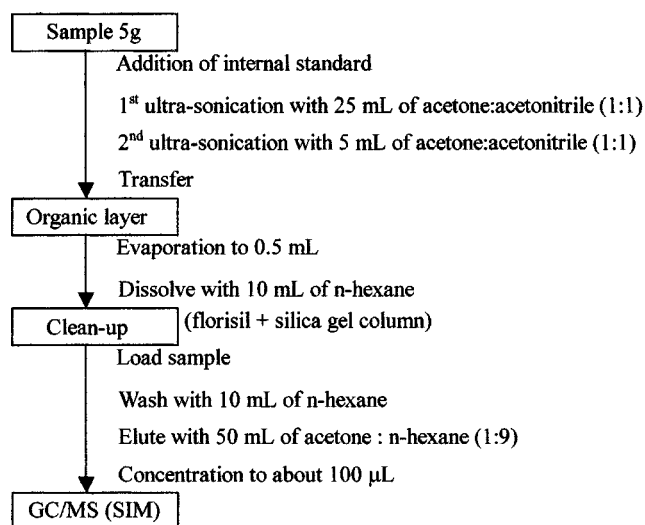 Sample 5g
Addition of internal standard
1st ultra-sonication with 25 mL of acetone:acetonitrile (1:1)
2nd ultra-sonication with 5 mL of acetone:acetonitrile (1:1)
Transfer
Organic layer
Evaporation to 0.5 mL
Dissolve with 10 mL of n-hexane
Clean-up (florisil + silica gel column)
Load sample
Wash with 10 mL of n-hexane
Elute with 50 mL of acetone : n-hexane (1:9)
Concentration to about 100 μL
GC/MS (SIM)